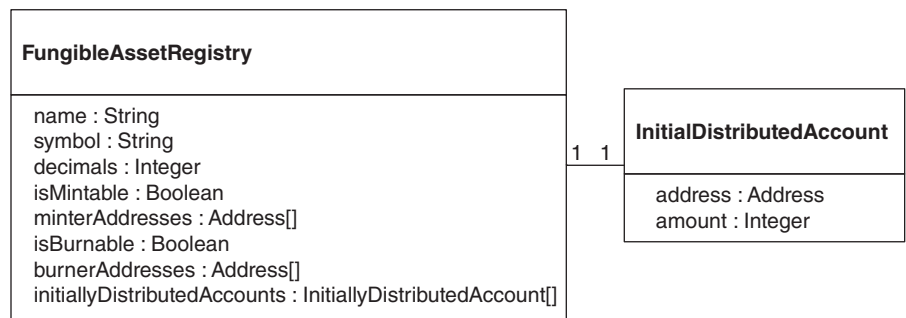 FungibleAssetRegistry
name : String
symbol : String
decimals : Integer
isMintable : Boolean
minterAddresses : Address[]
isBurnable : Boolean
burnerAddresses : Address[]
initiallyDistributedAccounts : InitiallyDistributedAccount[]
1 1
InitialDistributedAccount
address : Address
amount : Integer